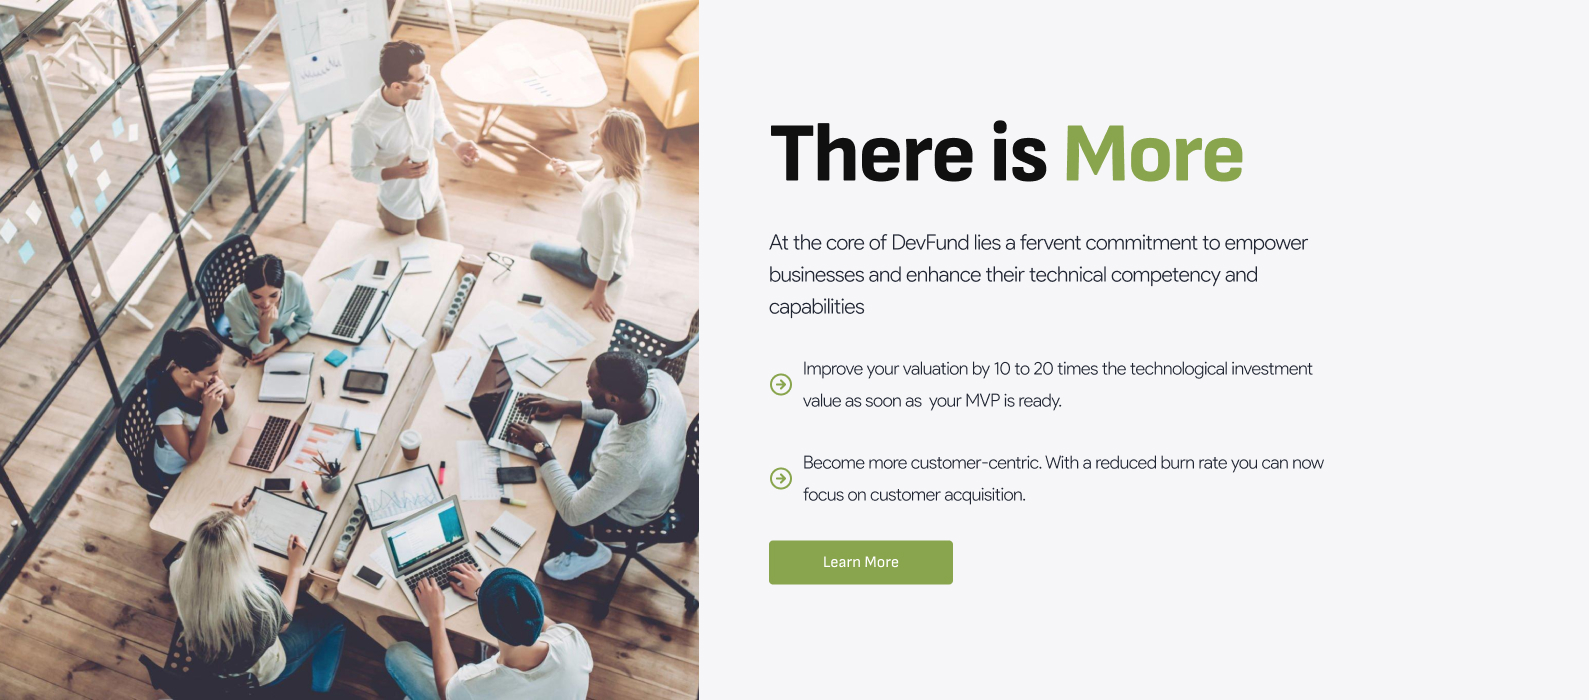 There is More
At the core of DevFund lies a fervent commitment to empower
businesses and enhance their technical competency and
capabilities
Improve your valuation by 10 to 20 times the technological investment
value as soon as  your MVP is ready.
Become more customer-centric. With a reduced burn rate you can now
focus on customer acquisition.
Learn More